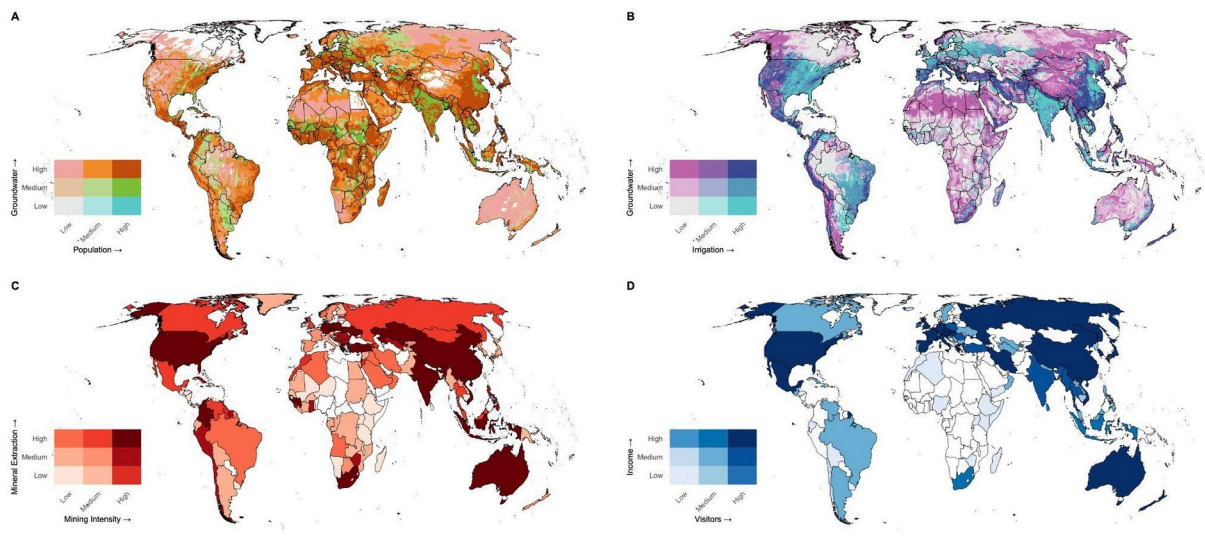 A
Groundwater →
High
Medium
Low
Low
Medium
High
Population →
B
Groundwater →
High
Medium
Low
Low
Medium
High
Irrigation →
C
Mineral Extraction →
High
Medium
Low
Low
Medium
High
Mining Intensity →
D
Income →
High
Medium
Low
Low
Medium
High
Visitors →